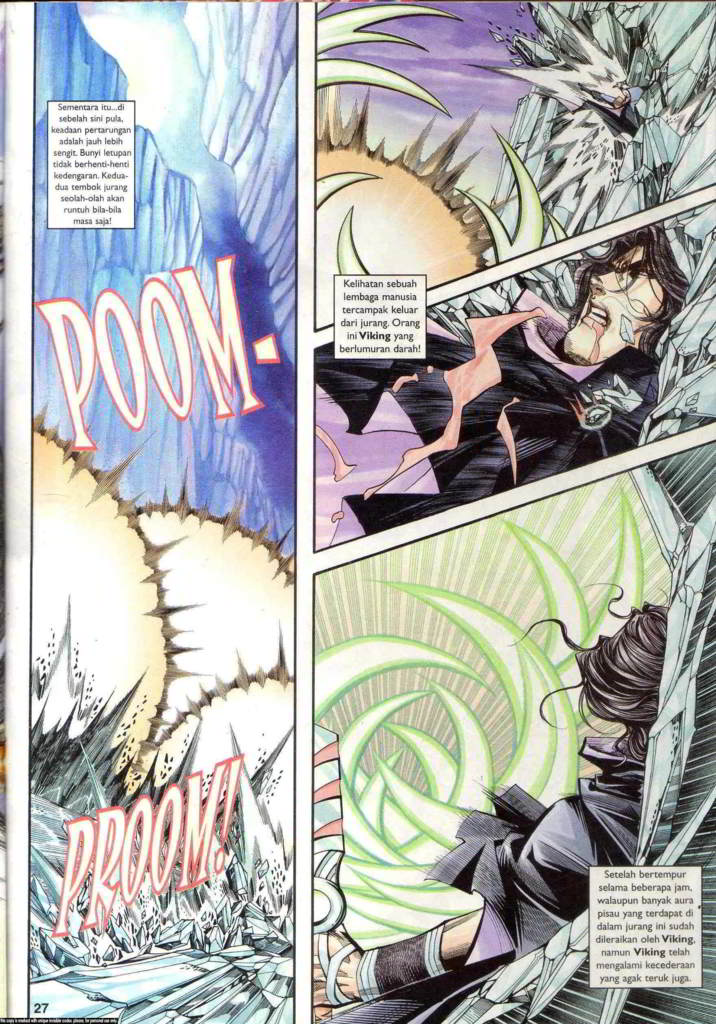 Sementara itu...di
sebelah sini pula,
keadaan pertarungan
adalah jauh lebih
sengit. Bunyi letupan
tidak berhenti-henti
kedengaran. Kedua-
dua tembok jurang
seolah-olah akan
runtuh bila-bila
masa saja!
POOM-
PROOM!
Kelihatan sebuah
lembaga manusia
tercampak keluar
dari jurang. Orang
ini Viking yang
berlumuran darah!
Setelah bertempur
selama beberapa jam,
walaupun banyak aura
pisau yang terdapat di
dalam jurang ini sudah
dileraikan oleh Viking,
namun Viking telah
mengalami kecederaan
yang agak teruk juga.
27